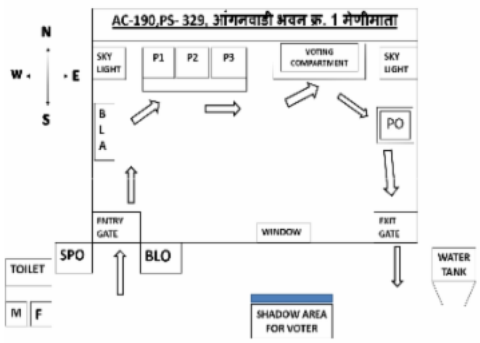 AC-190,PS- 329, आंगनवाडी भवन क्र. 1 मेणीमाता
N
W E
S
SKY
LIGHT
P1 P2 P3
VOTING
COMPARTMENT
SKY
LIGHT
B
L
A
PO
ENTRY
GATE
WINDOW
EXIT
GATE
SPO
BLO
TOILET
M F
WATER
TANK
SHADOW AREA
FOR VOTER